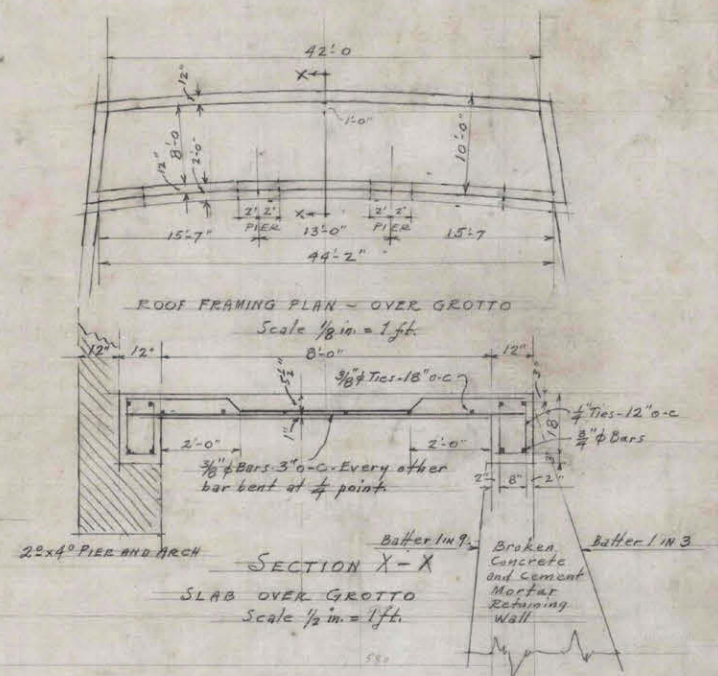 42'-0
X
12"
1'-0"
12"
8'-0
2'-0"
10'-0"
X
2' 2'
PIER
2' 2'
PIER
15'-7"
13'-0"
15'-7
44'-2"
ROOF FRAMING PLAN - OVER GROTTO
Scale 1/8 in. = 1 ft.
12"
12"
8'-0"
12"
5 1/2"
3/8"φ Ties-18"o-c
3"
1"
18"
1/4" Ties-12"o-c
3/4"φ Bars
3"
2'-0"
2'-0"
3/8"φ Bars 3"o-c-Every other
bar bent at 1/4 point
2" 8" 2"
2⁰x4⁰ PIER AND ARCH
Batter 1 IN 9.
Batter 1 IN 3
Broken
Concrete
and Cement
Mortar
Retaining
Wall
SECTION X-X
SLAB OVER GROTTO
Scale 1/2 in. = 1 ft.